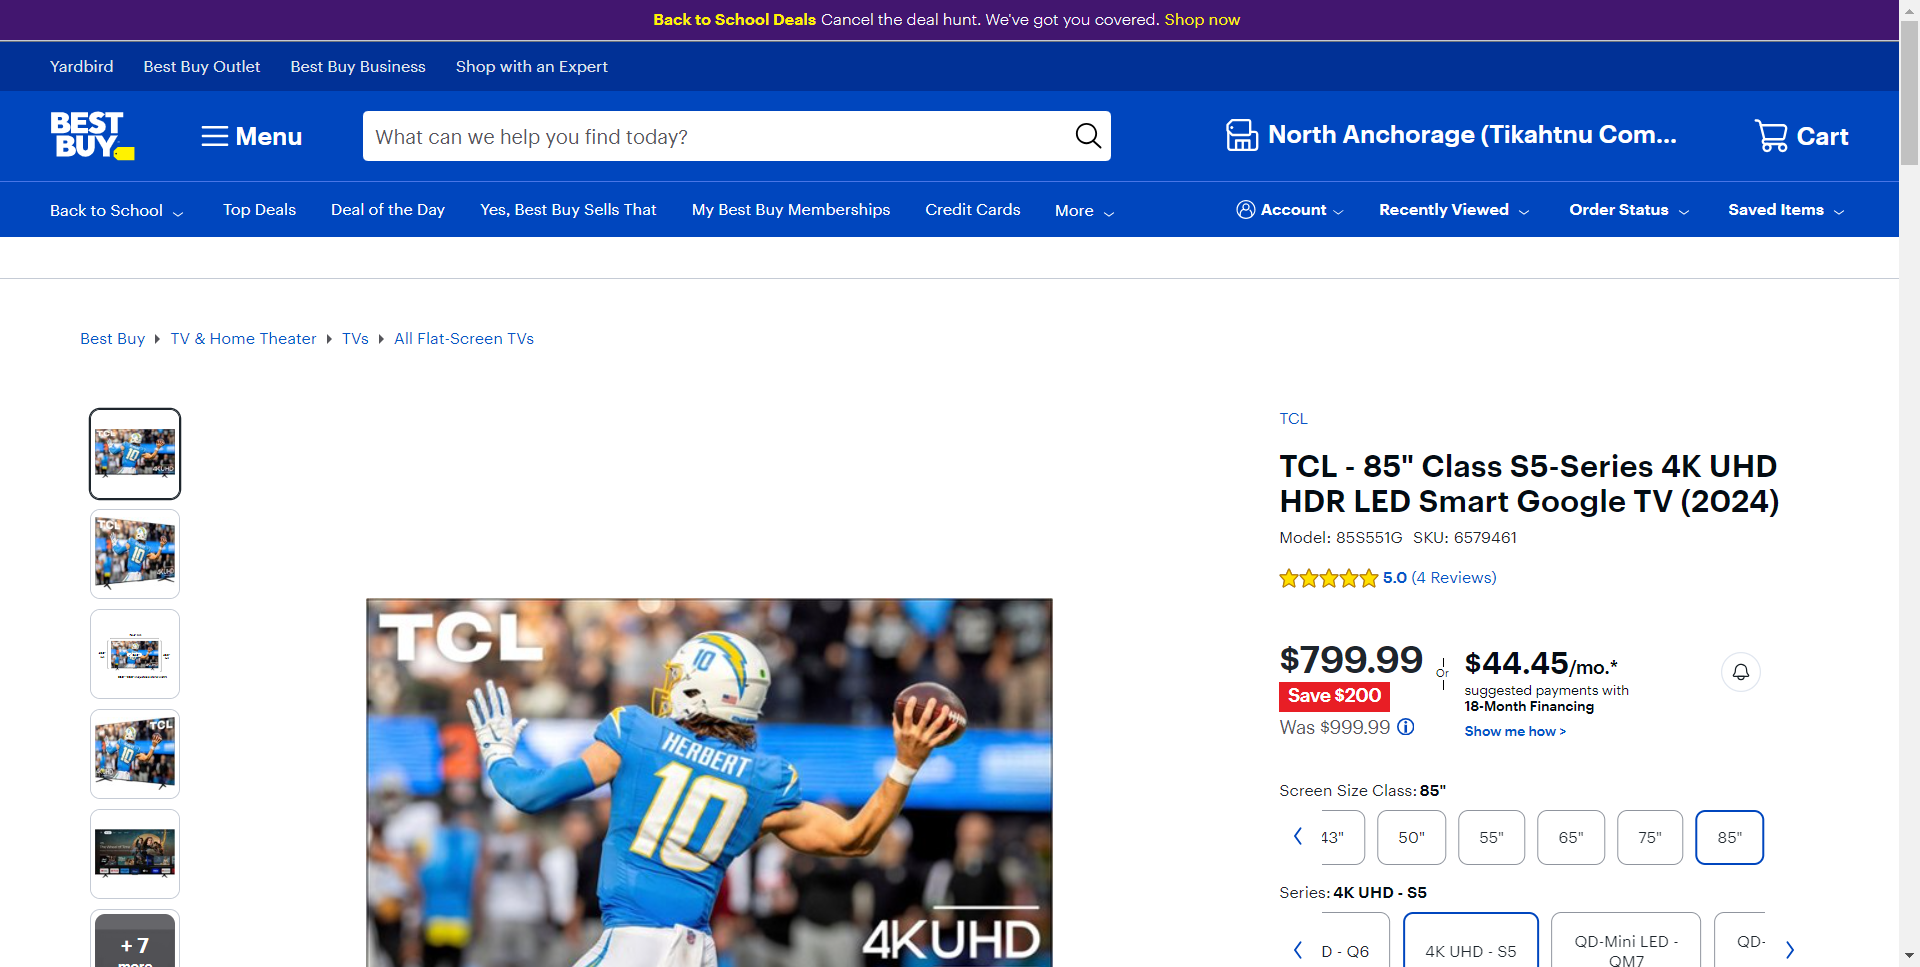 Back to School Deals Cancel the deal hunt. We've got you covered. Shop now
Yardbird Best Buy Outlet Best Buy Business Shop with an Expert
BEST BUY
Menu
What can we help you find today?
North Anchorage (Tikahtnu Com...
Cart
Back to School Top Deals Deal of the Day Yes, Best Buy Sells That My Best Buy Memberships Credit Cards More
Account Recently Viewed Order Status Saved Items
Best Buy TV & Home Theater TVs All Flat-Screen TVs
+ 7
more
TCL
HERBERT
10
10
4KUHD
TCL
TCL - 85" Class S5-Series 4K UHD
HDR LED Smart Google TV (2024)
Model: 85S551G SKU: 6579461
5.0 (4 Reviews)
$799.99
Save $200
Was $999.99
Or
$44.45/mo.*
suggested payments with
18-Month Financing
Show me how >
Screen Size Class: 85"
43" 50" 55" 65" 75" 85"
Series: 4K UHD - S5
D - Q6 4K UHD - S5 QD-Mini LED - QM7 QD-